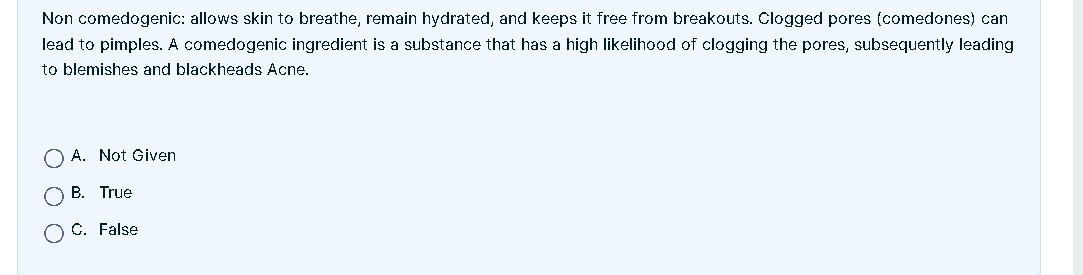 Non comedogenic: allows skin to breathe, remain hydrated, and keeps it free from breakouts. Clogged pores (comedones) can
lead to pimples. A comedogenic ingredient is a substance that has a high likelihood of clogging the pores, subsequently leading
to blemishes and blackheads Acne.
A. Not Given
B. True
C. False